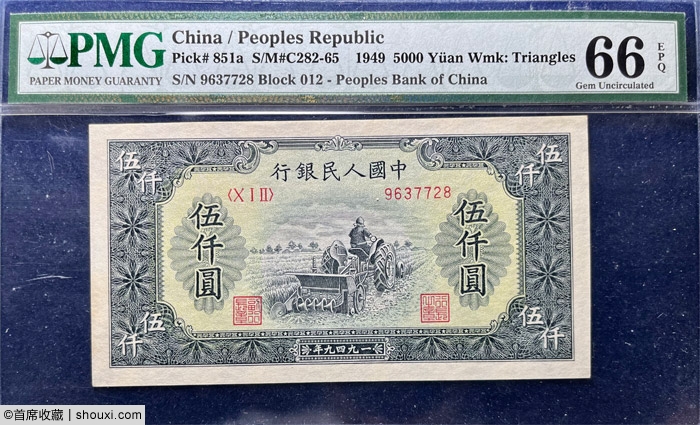 PMG
PAPER MONEY GUARANTY
China / Peoples Republic
Pick# 851a S/M#C282-65 1949 5000 Yüan Wmk: Triangles
S/N 9637728 Block 012 - Peoples Bank of China
66 EPQ
Gem Uncirculated
伍仟
伍仟
行銀民人國中
〈X I II〉 9637728
伍仟圓
伍仟圓
伍仟
伍仟
年九四九一
©首席收藏 | shouxi.com